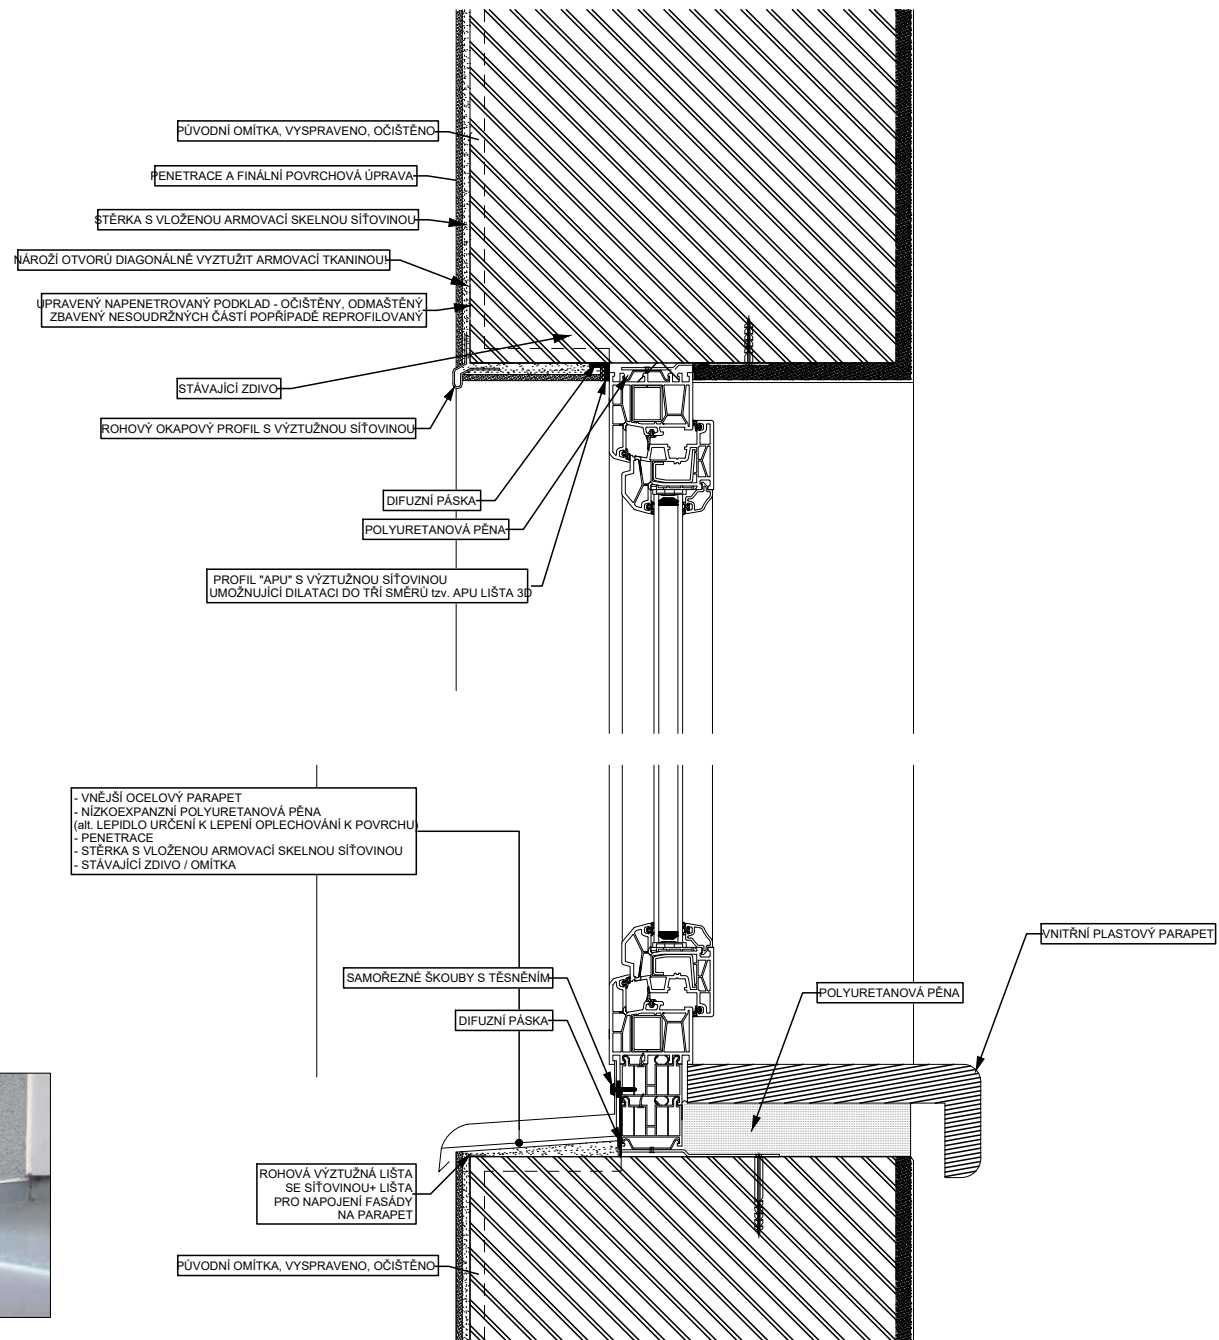 PŮVODNÍ OMÍTKA, VYSPRAVENO, OČIŠTĚNO
PENETRACE A FINÁLNÍ POVRCHOVÁ ÚPRAVA
STĚRKA S VLOŽENOU ARMOVACÍ SKELNOU SÍŤOVINOU
NÁROŽÍ OTVORŮ DIAGONÁLNĚ VYZTUŽIT ARMOVACÍ TKANINOU!
UPRAVENÝ NAPENETROVANÝ PODKLAD - OČIŠTĚNY, ODMAŠTĚNÝ
ZBAVENÝ NESOUDRŽNÝCH ČÁSTÍ POPŘÍPADĚ REPROFILOVANÝ
STÁVAJÍCÍ ZDIVO
ROHOVÝ OKAPOVÝ PROFIL S VÝZTUŽNOU SÍŤOVINOU
DIFUZNÍ PÁSKA
POLYURETANOVÁ PĚNA
PROFIL "APU" S VÝZTUŽNOU SÍŤOVINOU
UMOŽNUJÍCÍ DILATACI DO TŘÍ SMĚRŮ tzv. APU LIŠTA 3D
- VNĚJŠÍ OCELOVÝ PARAPET
- NÍZKOEXPANZNÍ POLYURETANOVÁ PĚNA
(alt. LEPIDLO URČENÍ K LEPENÍ OPLECHOVÁNÍ K POVRCHU)
- PENETRACE
- STĚRKA S VLOŽENOU ARMOVACÍ SKELNOU SÍŤOVINOU
- STÁVAJÍCÍ ZDIVO / OMÍTKA
VNITŘNÍ PLASTOVÝ PARAPET
SAMOŘEZNÉ ŠKOUBY S TĚSNĚNÍM
POLYURETANOVÁ PĚNA
DIFUZNÍ PÁSKA
ROHOVÁ VÝZTUŽNÁ LIŠTA
SE SÍŤOVINOU+ LIŠTA
PRO NAPOJENÍ FASÁDY
NA PARAPET
PŮVODNÍ OMÍTKA, VYSPRAVENO, OČIŠTĚNO